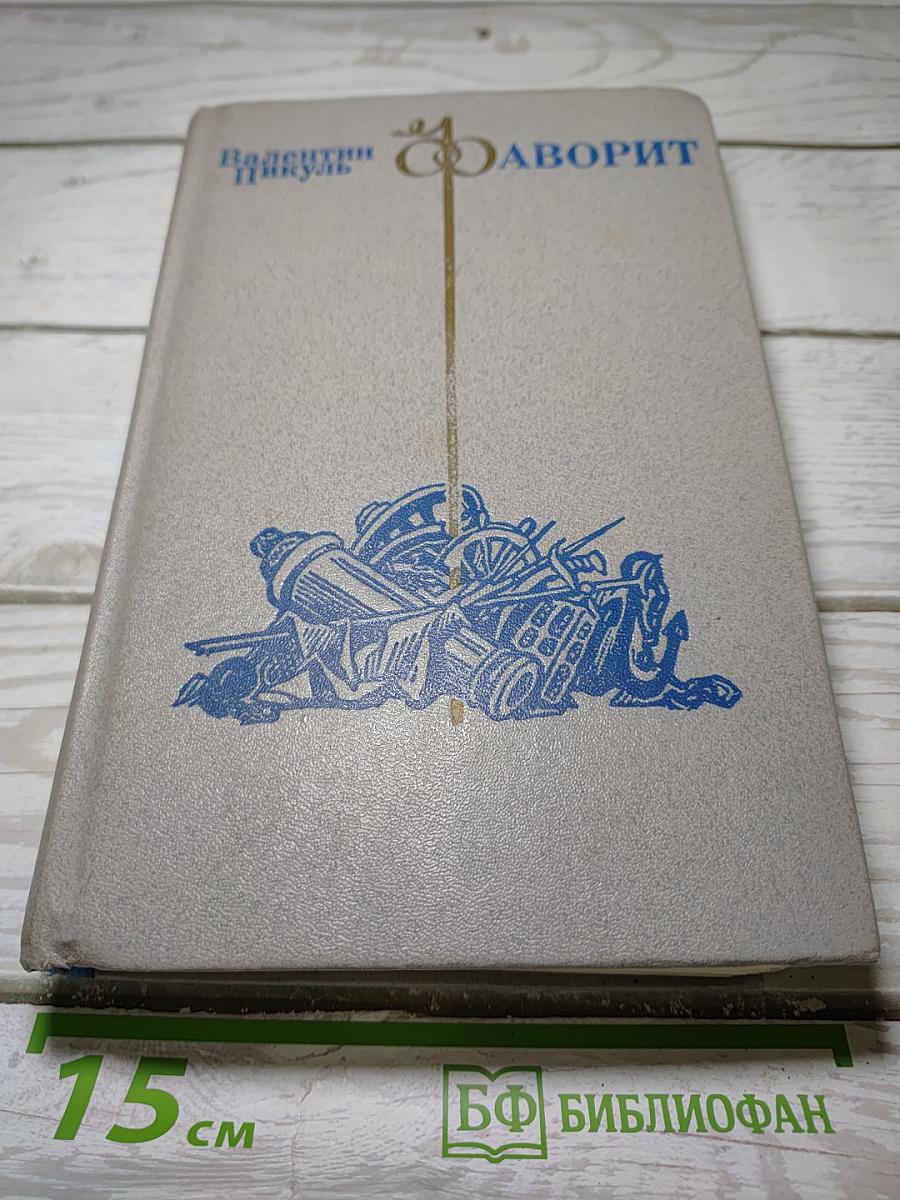 Валентин
Пикуль
ФАВОРИТ
15 см
БФ БИБЛИОФАН